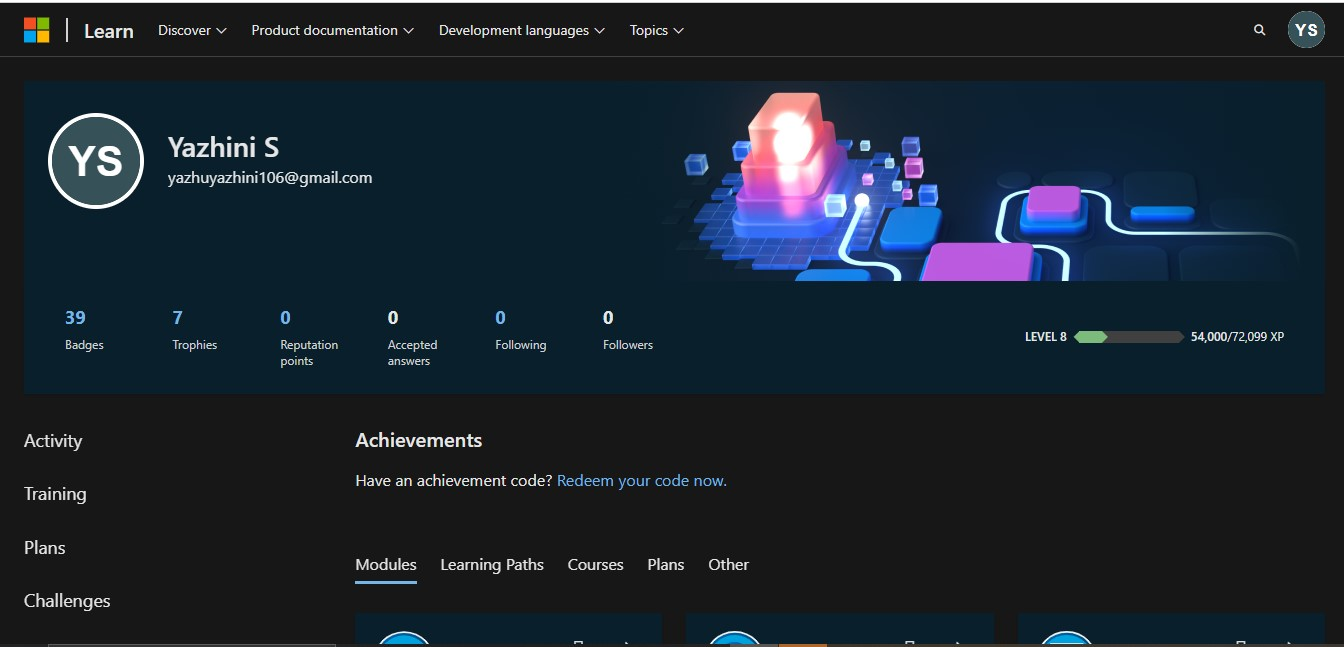 Learn Discover Product documentation Development languages Topics YS
YS
Yazhini S
yazhuyazhini106@gmail.com
39 7 0 0 0 0
Badges Trophies Reputation points Accepted answers Following Followers
LEVEL 8 54,000/72,099 XP
Activity
Training
Plans
Challenges
Achievements
Have an achievement code? Redeem your code now.
Modules Learning Paths Courses Plans Other